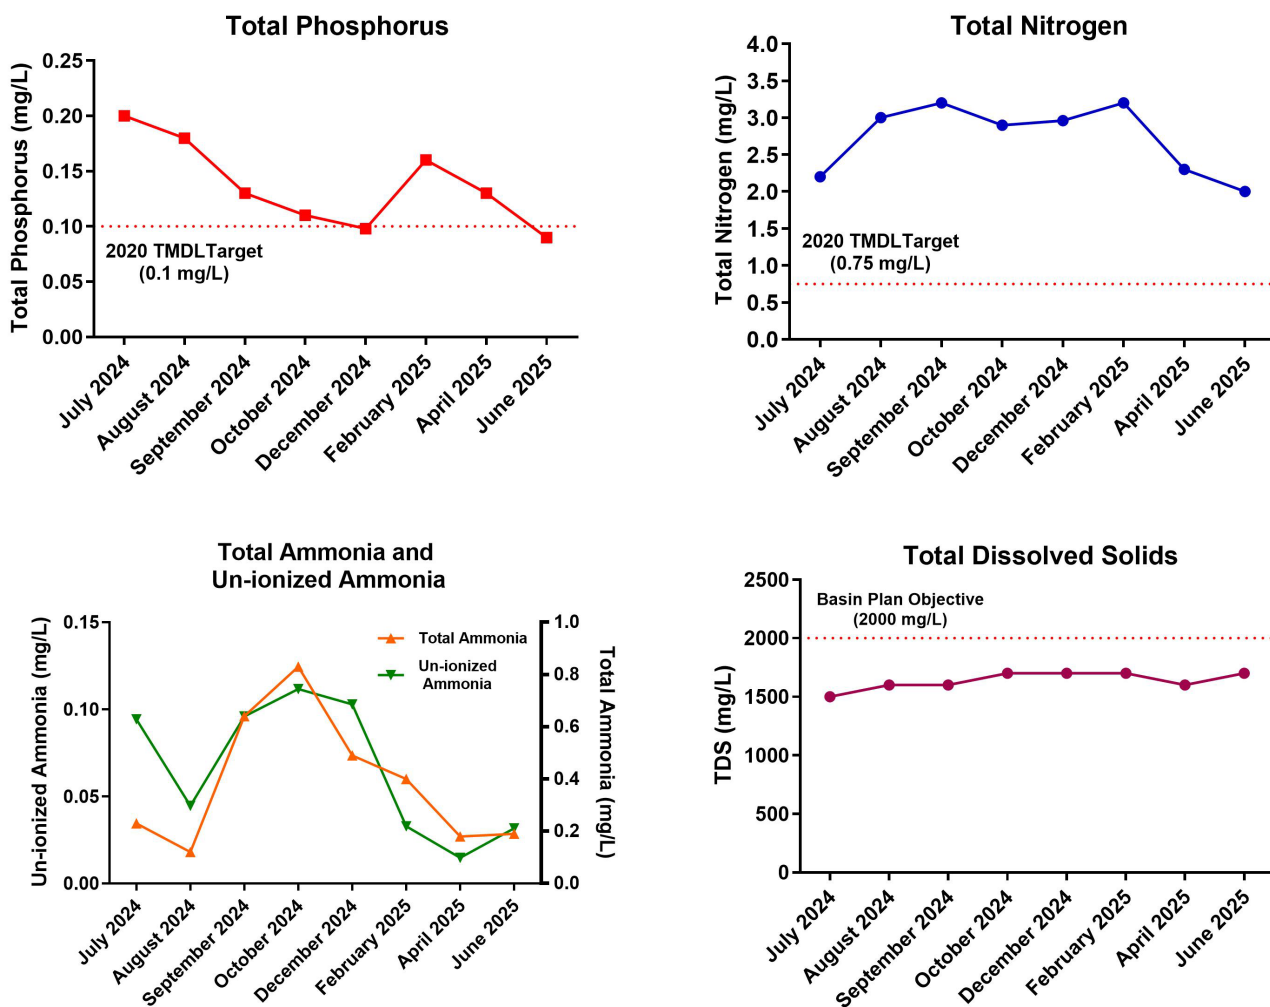 Total Phosphorus
Total Phosphorus (mg/L)
0.25
0.20
0.15
0.10
0.05
0.00
2020 TMDLTarget
(0.1 mg/L)
July 2024
August 2024
September 2024
October 2024
December 2024
February 2025
April 2025
June 2025
Total Nitrogen
Total Nitrogen (mg/L)
4.0
3.5
3.0
2.5
2.0
1.5
1.0
0.5
0.0
2020 TMDLTarget
(0.75 mg/L)
July 2024
August 2024
September 2024
October 2024
December 2024
February 2025
April 2025
June 2025
Total Ammonia and
Un-ionized Ammonia
Un-ionized Ammonia (mg/L)
0.15
0.10
0.05
0.00
Total Ammonia
Un-ionized
Ammonia
1.0
0.8
0.6
0.4
0.2
0.0
Total Ammonia (mg/L)
July 2024
August 2024
September 2024
October 2024
December 2024
February 2025
April 2025
June 2025
Total Dissolved Solids
TDS (mg/L)
2500
2000
1500
1000
500
0
Basin Plan Objective
(2000 mg/L)
July 2024
August 2024
September 2024
October 2024
December 2024
February 2025
April 2025
June 2025